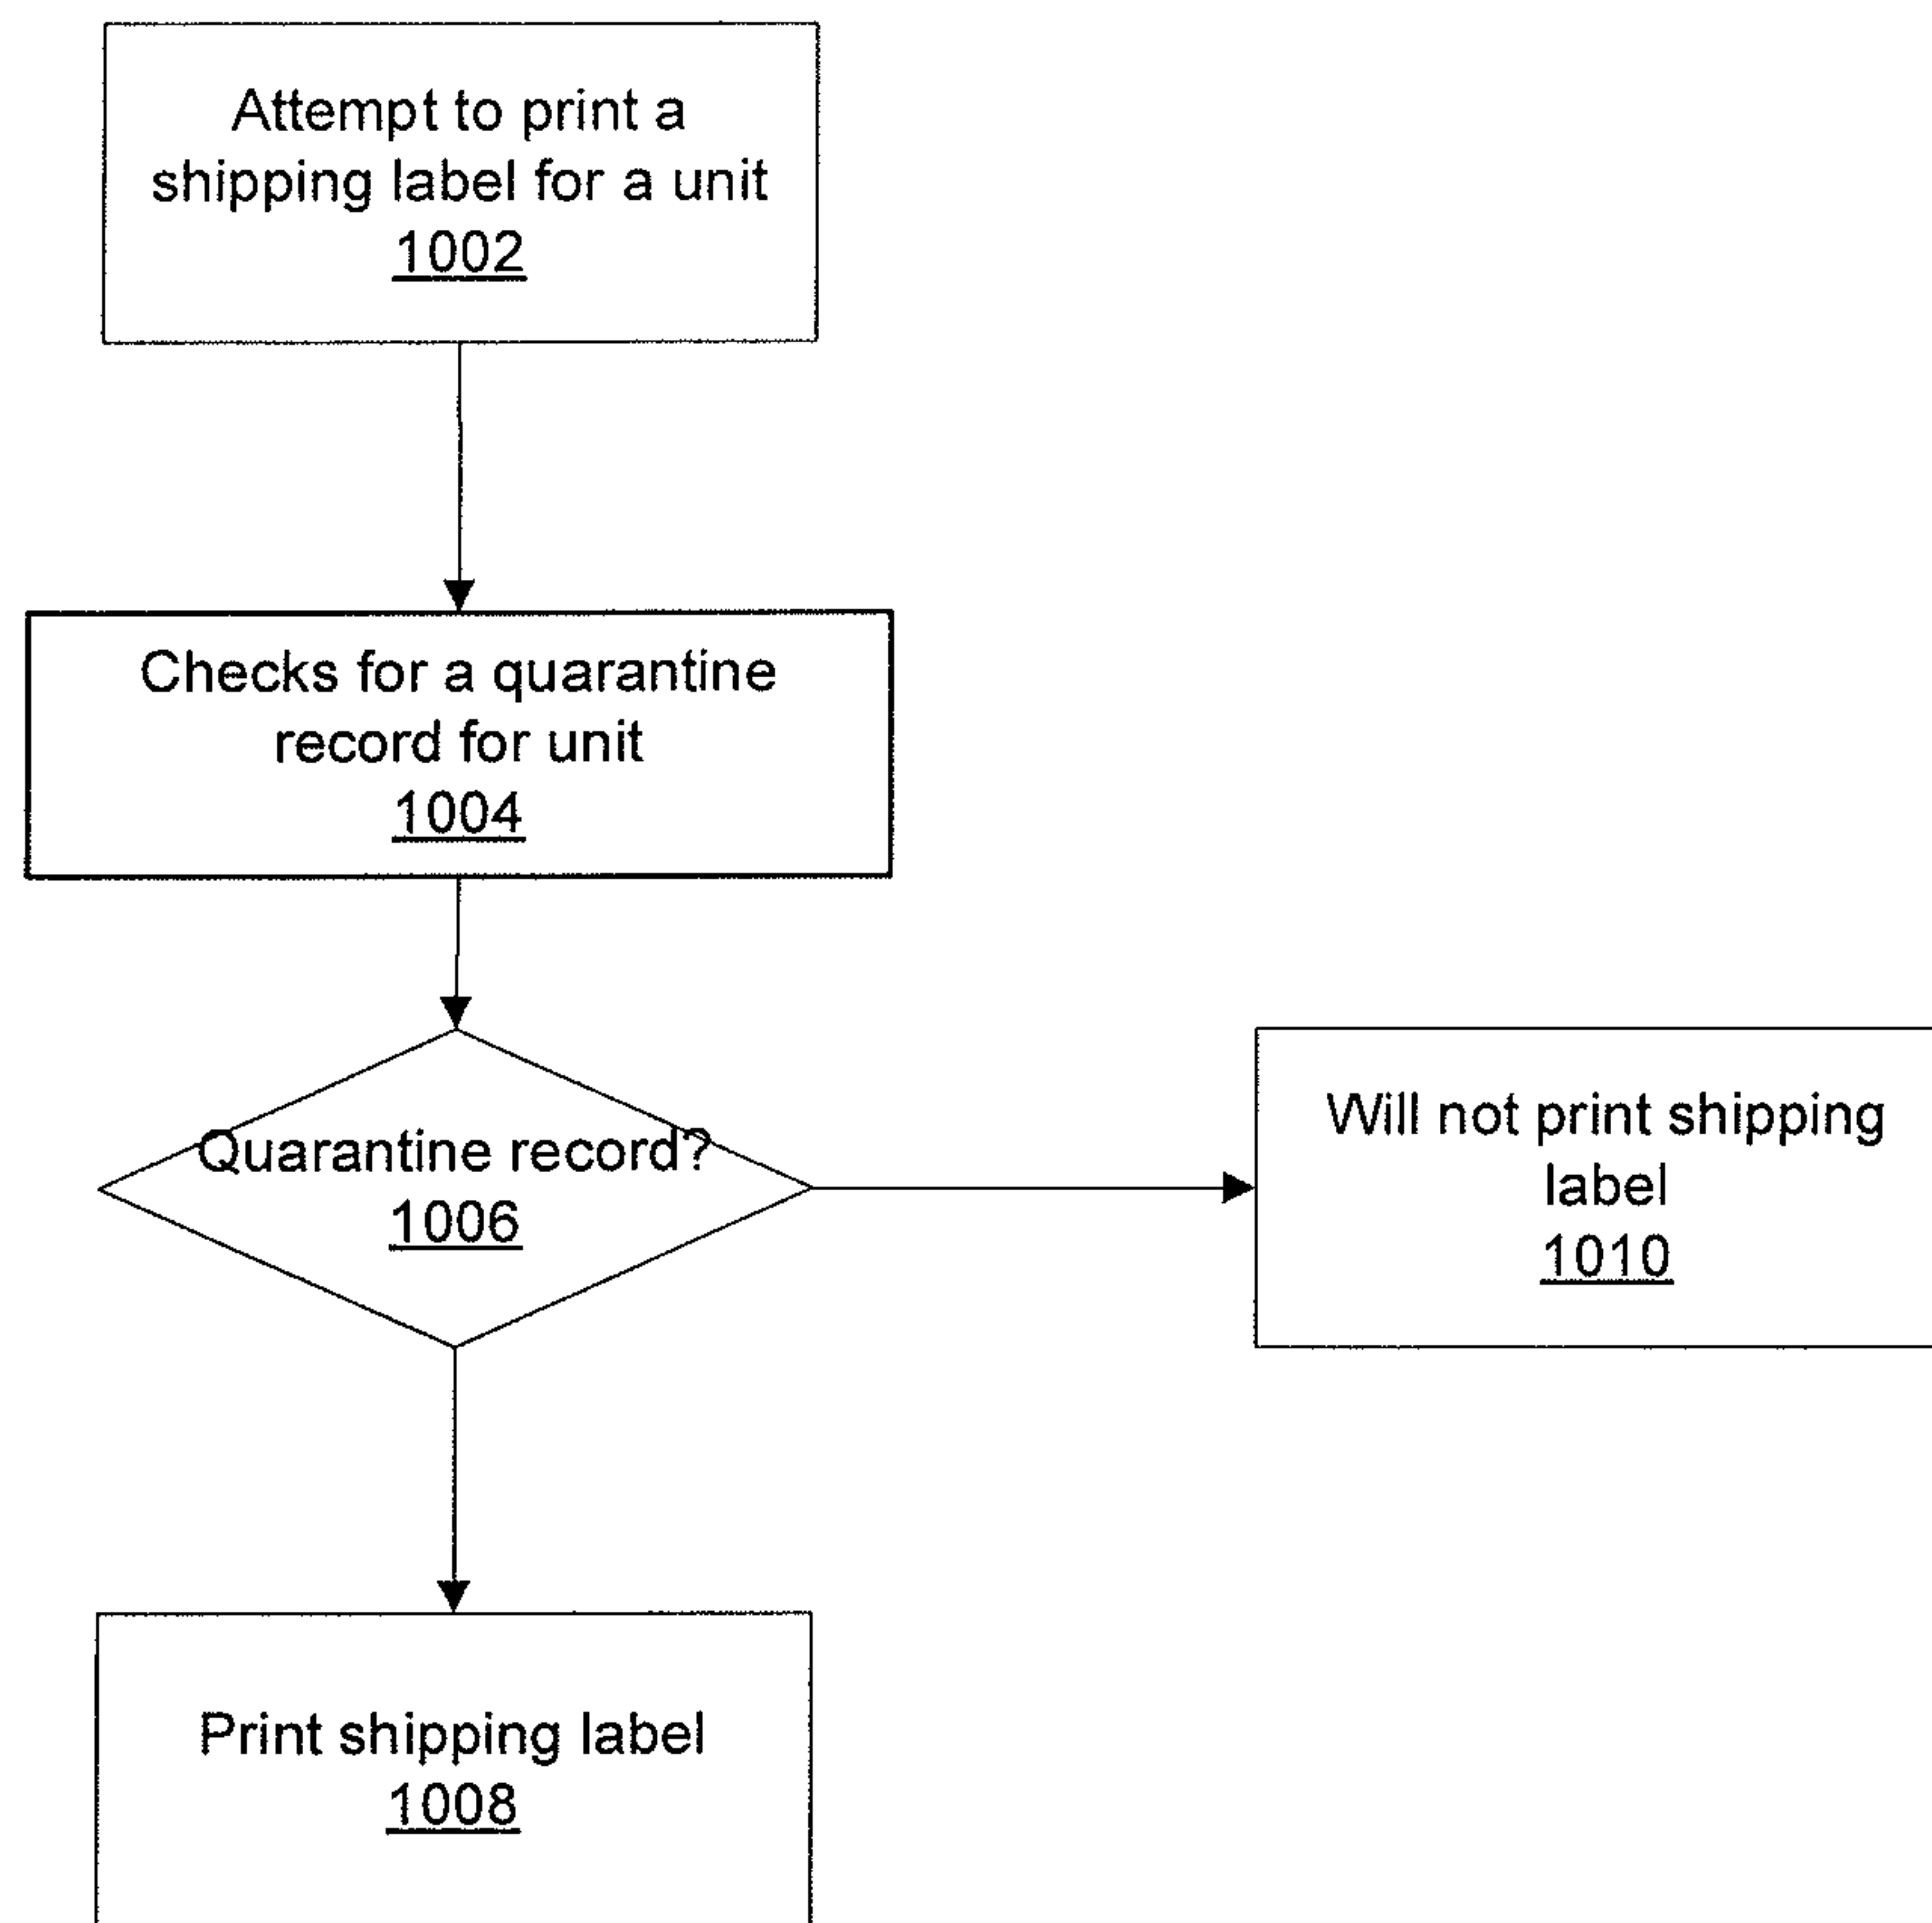 Attempt to print a
shipping label for a unit
1002
Checks for a quarantine
record for unit
1004
Quarantine record?
1006
Will not print shipping
label
1010
Print shipping label
1008